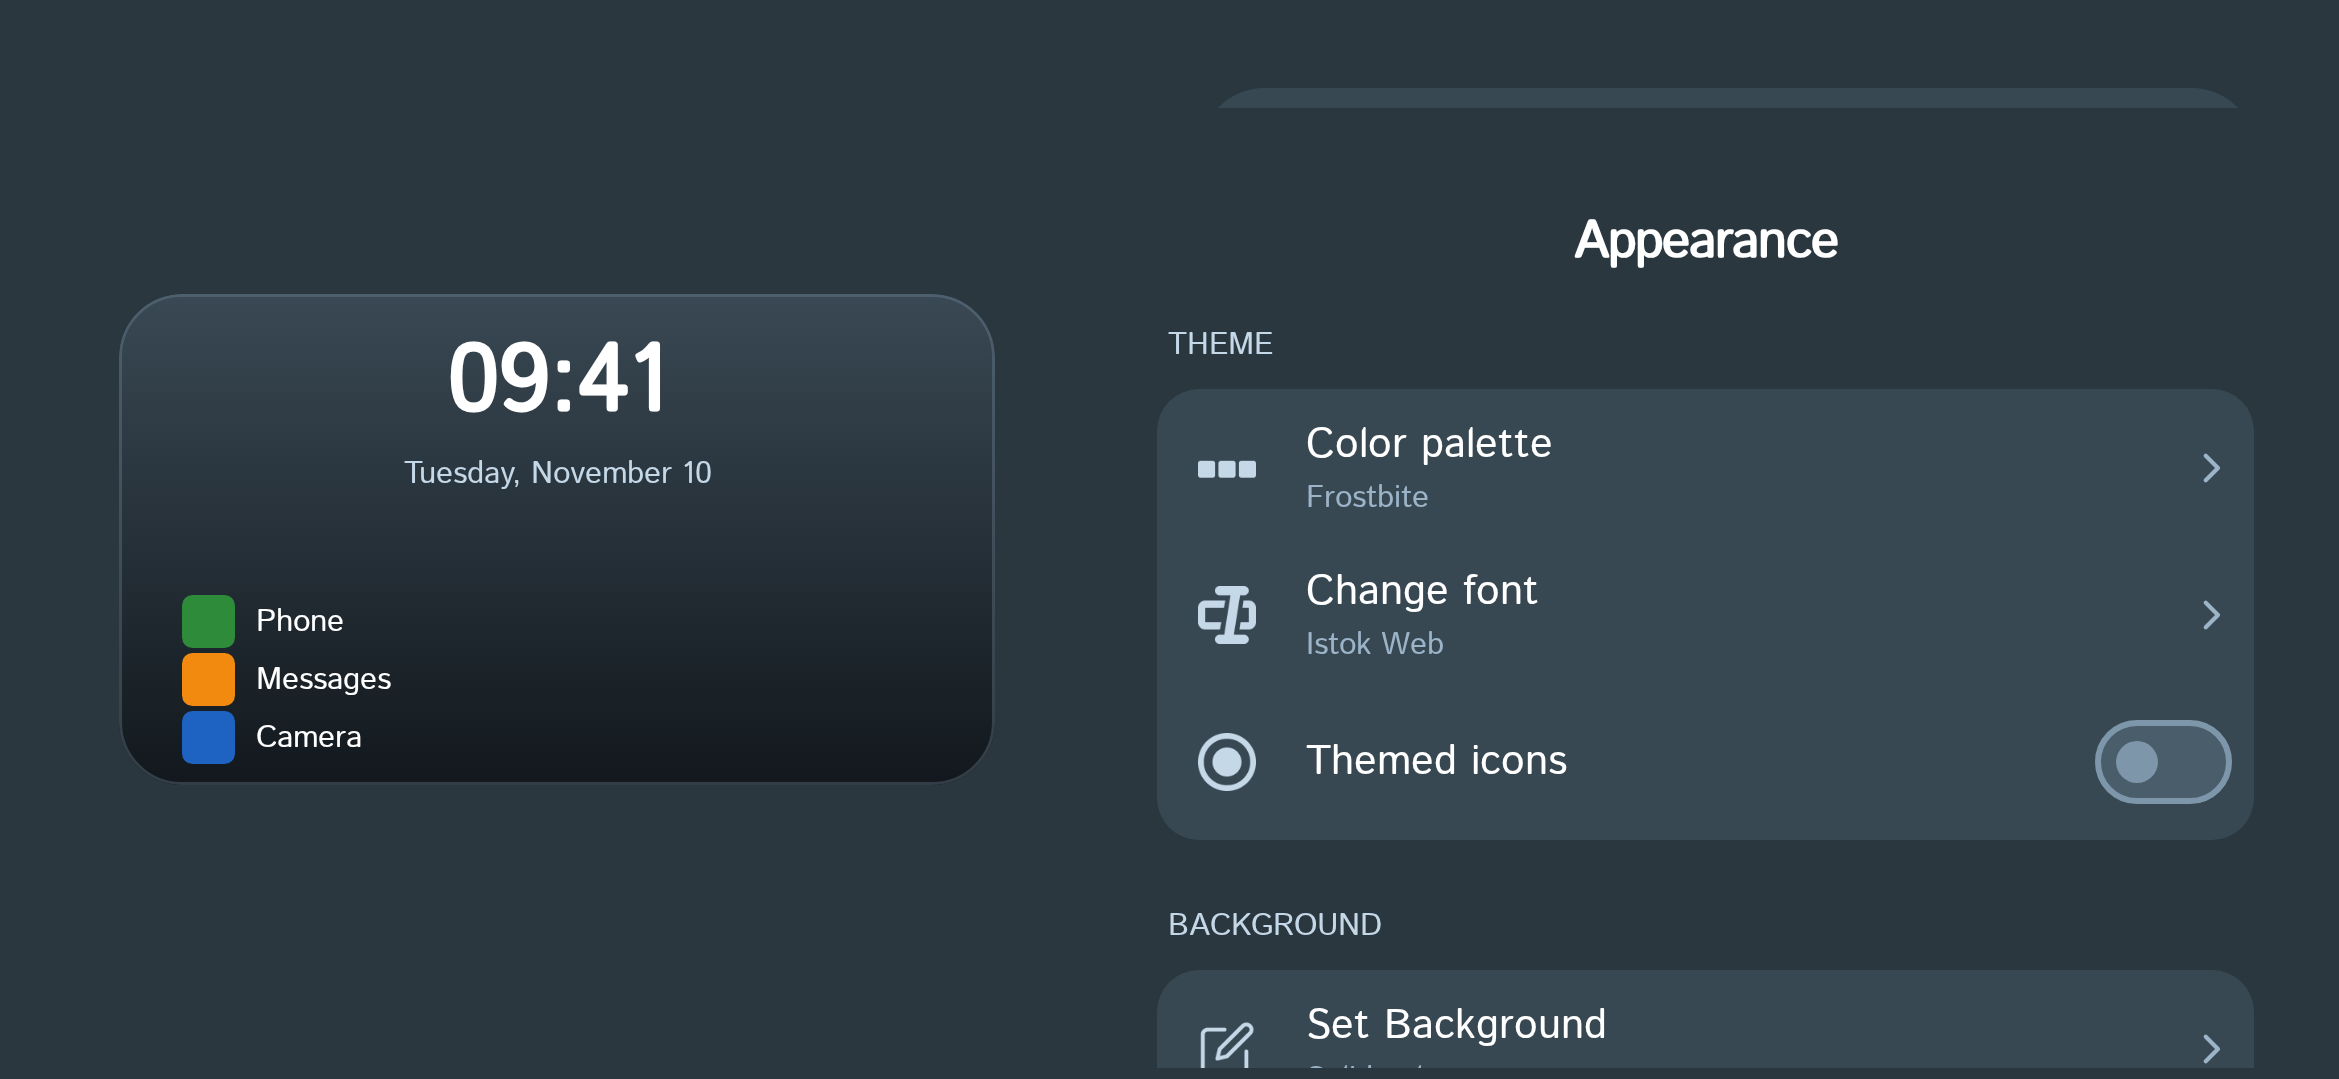 09:41
Tuesday, November 10
Phone
Messages
Camera
Appearance
THEME
Color palette
Frostbite
Change font
Istok Web
Themed icons
BACKGROUND
Set Background